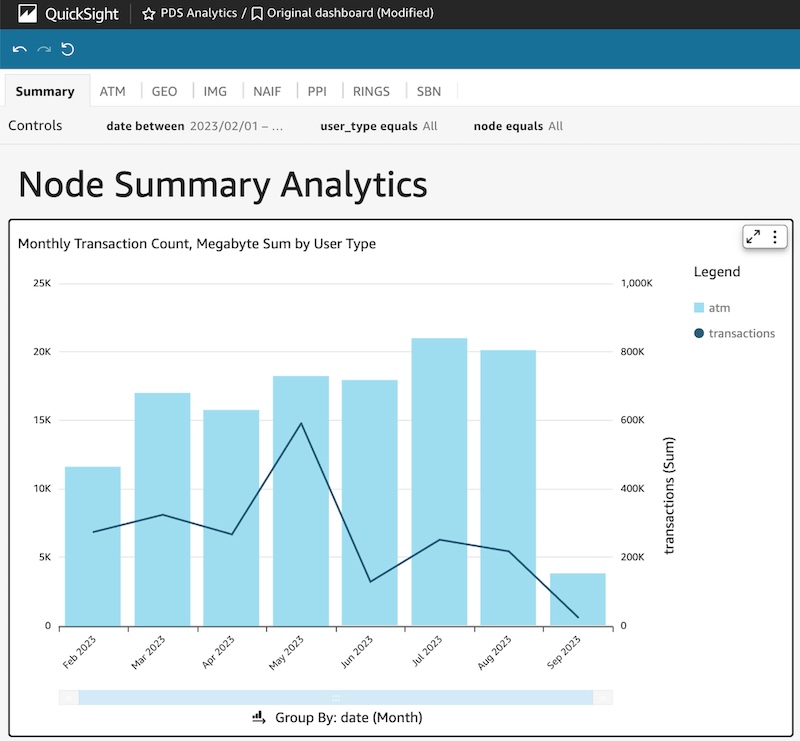 QuickSight PDS Analytics / Original dashboard (Modified)
Summary ATM GEO IMG NAIF PPI RINGS SBN
Controls date between 2023/02/01 – ... user_type equals All node equals All
Node Summary Analytics
Monthly Transaction Count, Megabyte Sum by User Type
Legend
atm
transactions
25K
20K
15K
10K
5K
0
1,000K
800K
600K
400K
200K
0
transactions (Sum)
Feb 2023
Mar 2023
Apr 2023
May 2023
Jun 2023
Jul 2023
Aug 2023
Sep 2023
Group By: date (Month)